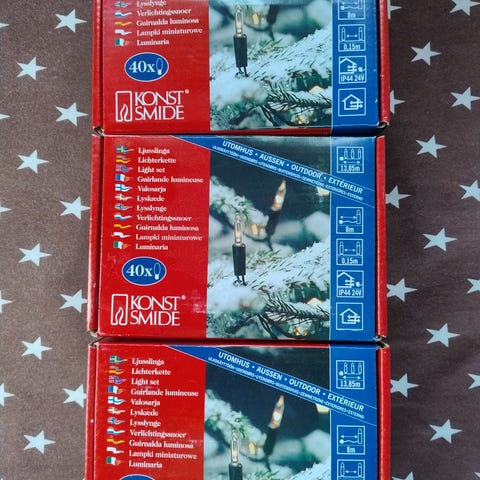 Lysslynge
Verlichtingssnoer
Guirnalda luminosa
Lampki miniaturowe
Luminaria
40x
KONST®
SMIDE
8m
0,15m
IP44 24V
Ljusslinga
Lichterkette
Light set
Guirlande lumineuse
Valosarja
Lyskæde
Lysslynge
Verlichtingssnoer
Guirnalda luminosa
Lampki miniaturowe
Luminaria
40x
KONST®
SMIDE
UTOMHUS • AUSSEN • OUTDOOR • EXTÉRIEUR
13,85m
8m
0,15m
IP44 24V
Ljusslinga
Lichterkette
Light set
Guirlande lumineuse
Valosarja
Lyskæde
Lysslynge
Verlichtingssnoer
Guirnalda luminosa
Lampki miniaturowe
Luminaria
40x
UTOMHUS • AUSSEN • OUTDOOR • EXTÉRIEUR
13,85m
8m